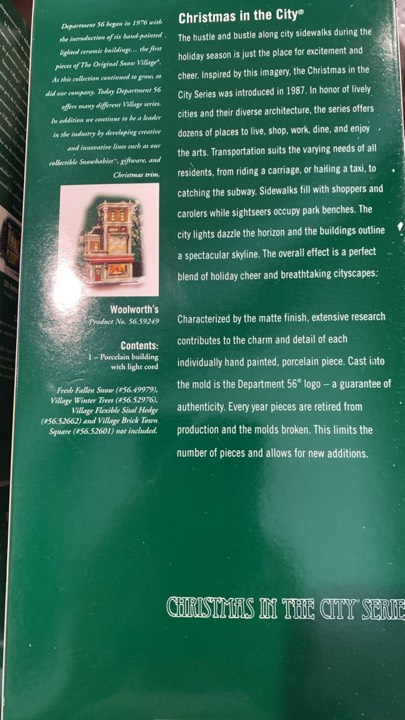 Department 56 began in 1976 with
the introduction of six hand-painted
lighted ceramic buildings... the first
pieces of The Original Snow Village®.
As this collection continued to grow, so
did our company. Today Department 56
offers many different Village series.
In addition we continue to be a leader
in the industry by developing creative
and innovative lines such as our
collectible Snowbabies™, giftware, and
Christmas trim.
Woolworth's
Product No. 56.59249
Contents:
1 – Porcelain building
with light cord
Fresh Fallen Snow (#56.49979),
Village Winter Trees (#56.52976),
Village Flexible Sisal Hedge
(#56.52662) and Village Brick Town
Square (#56.52601) not included.
Christmas in the City®
The hustle and bustle along city sidewalks during the
holiday season is just the place for excitement and
cheer. Inspired by this imagery, the Christmas in the
City Series was introduced in 1987. In honor of lively
cities and their diverse architecture, the series offers
dozens of places to live, shop, work, dine, and enjoy
the arts. Transportation suits the varying needs of all
residents, from riding a carriage, or hailing a taxi, to
catching the subway. Sidewalks fill with shoppers and
carolers while sightseers occupy park benches. The
city lights dazzle the horizon and the buildings outline
a spectacular skyline. The overall effect is a perfect
blend of holiday cheer and breathtaking cityscapes.
Characterized by the matte finish, extensive research
contributes to the charm and detail of each
individually hand painted, porcelain piece. Cast into
the mold is the Department 56® logo – a guarantee of
authenticity. Every year pieces are retired from
production and the molds broken. This limits the
number of pieces and allows for new additions.
CHRISTMAS IN THE CITY® SERIE